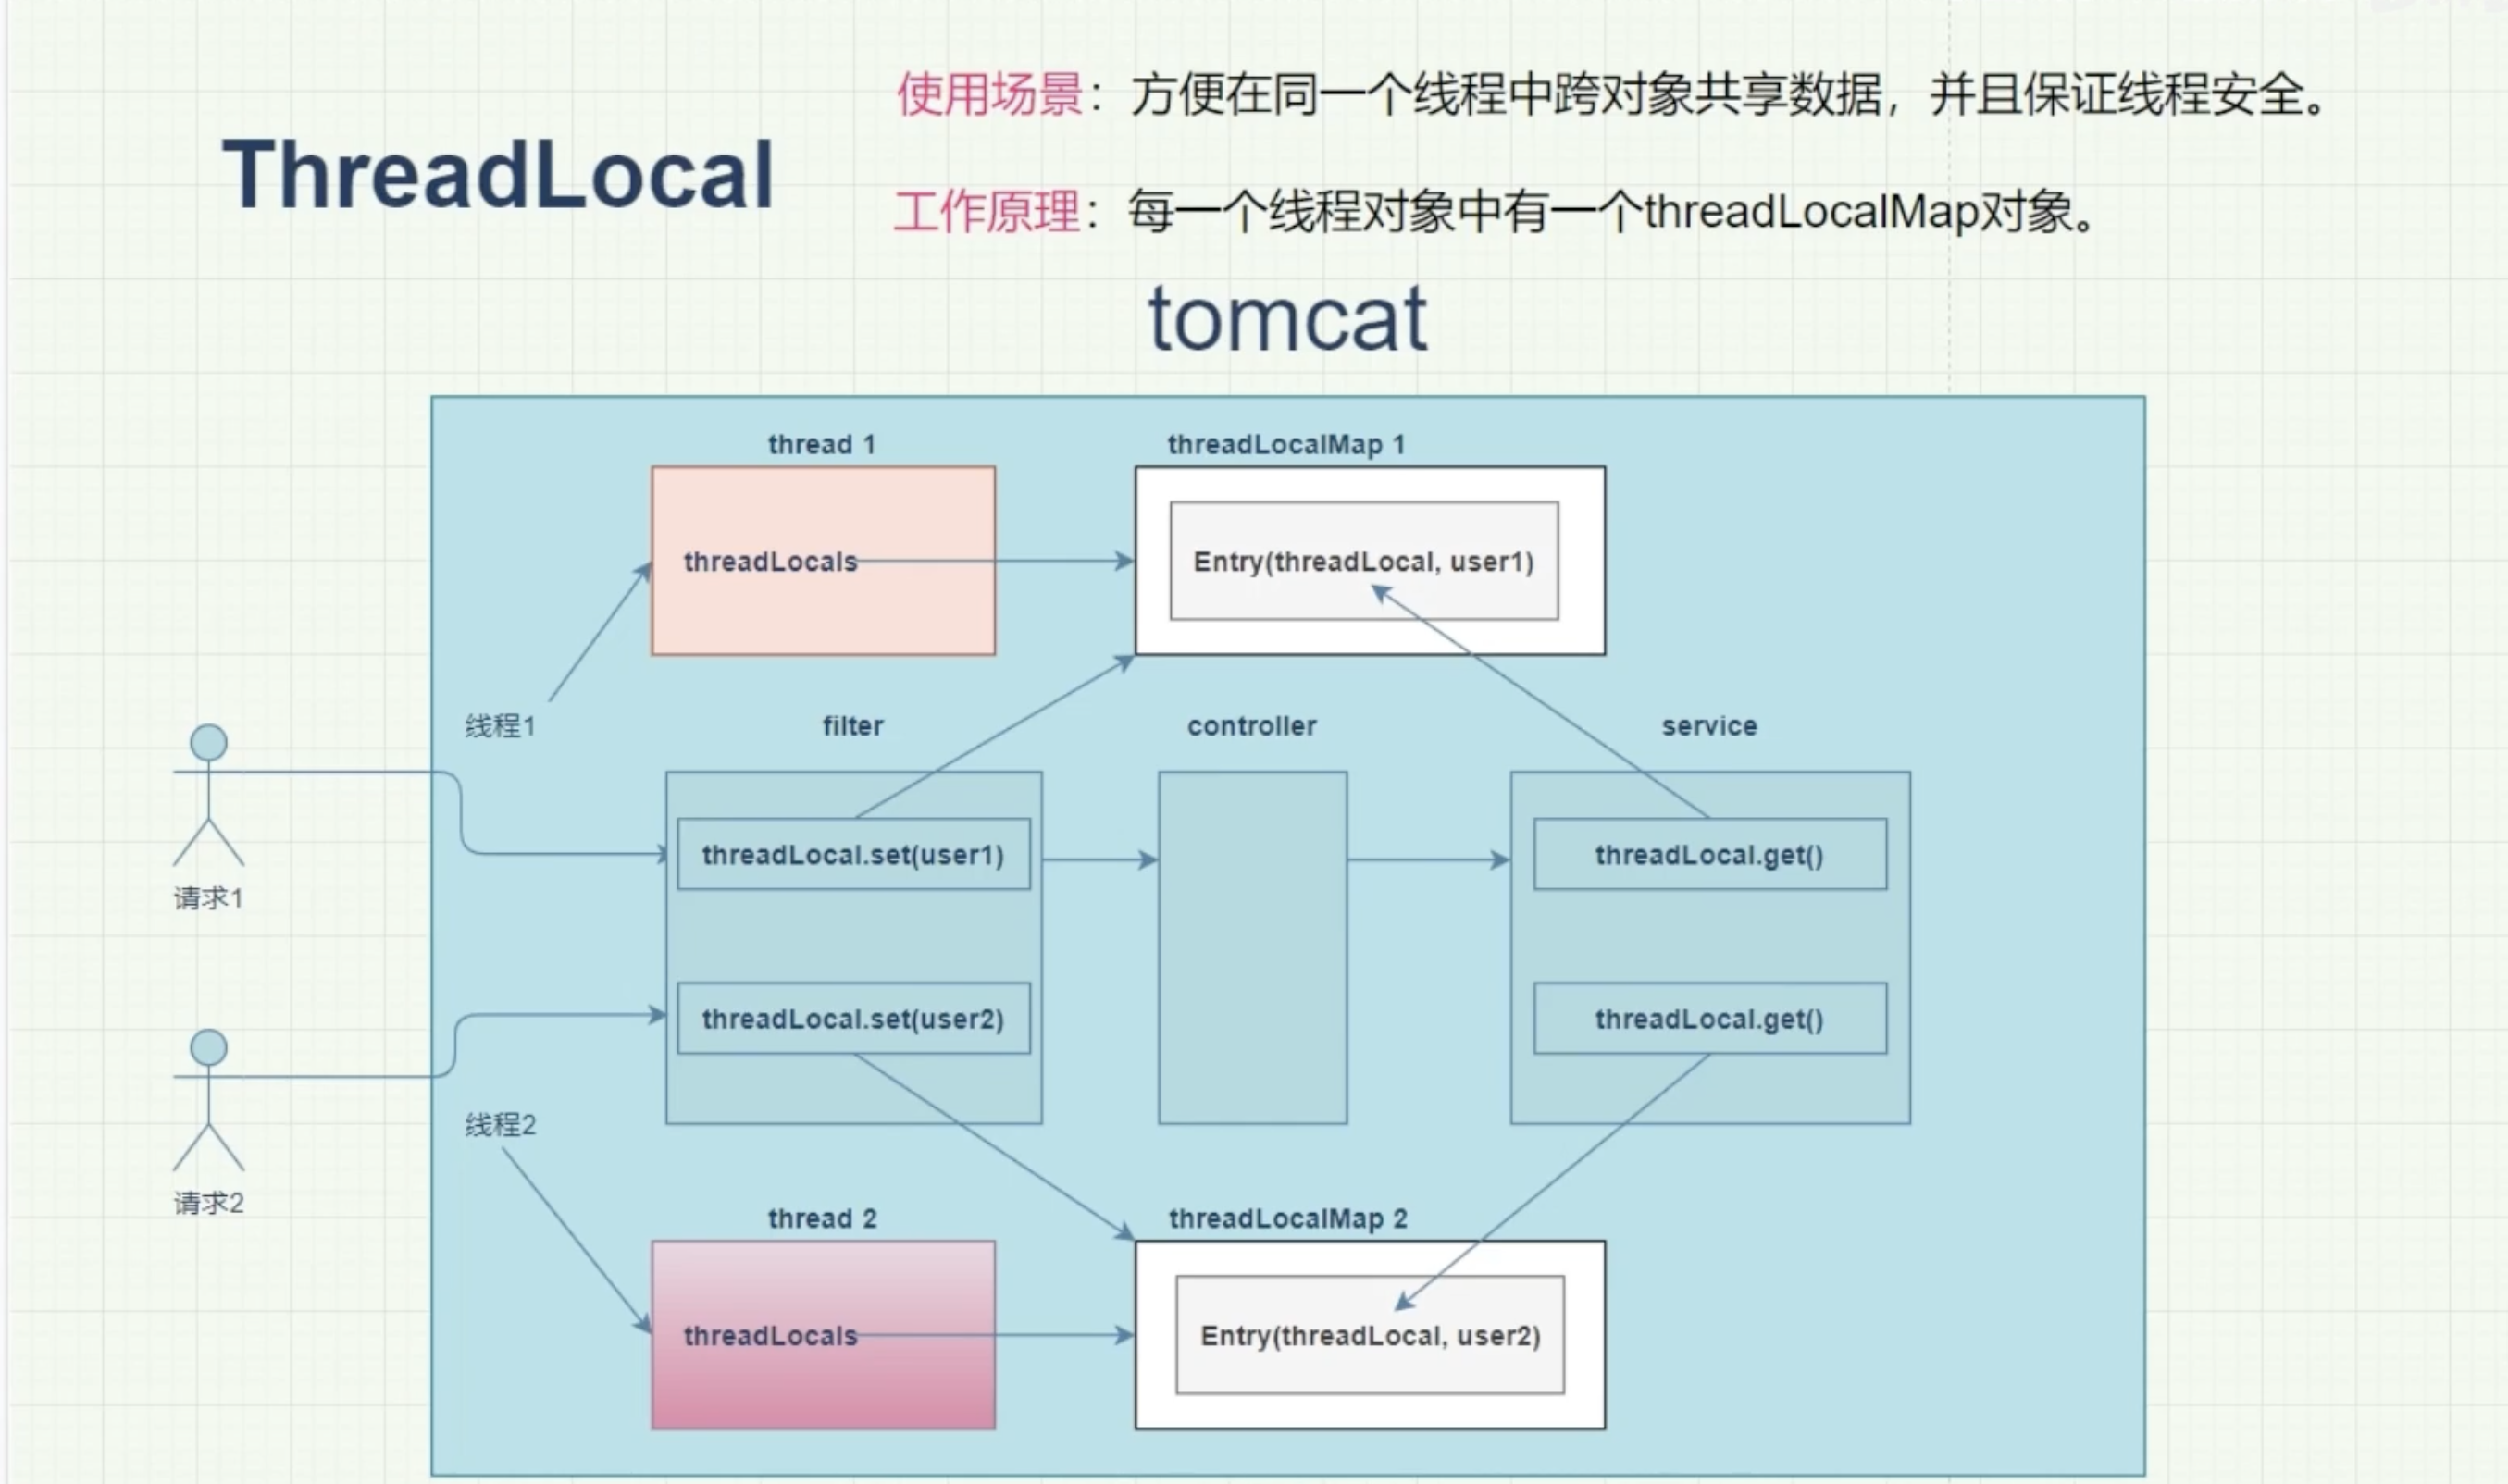 使用场景：方便在同一个线程中跨对象共享数据，并且保证线程安全。
ThreadLocal
工作原理：每一个线程对象中有一个threadLocalMap对象。
tomcat
thread 1
threadLocalMap 1
threadLocals
Entry(threadLocal, user1)
线程1
filter
controller
service
threadLocal.set(user1)
threadLocal.get()
请求1
threadLocal.set(user2)
threadLocal.get()
线程2
请求2
thread 2
threadLocalMap 2
threadLocals
Entry(threadLocal, user2)